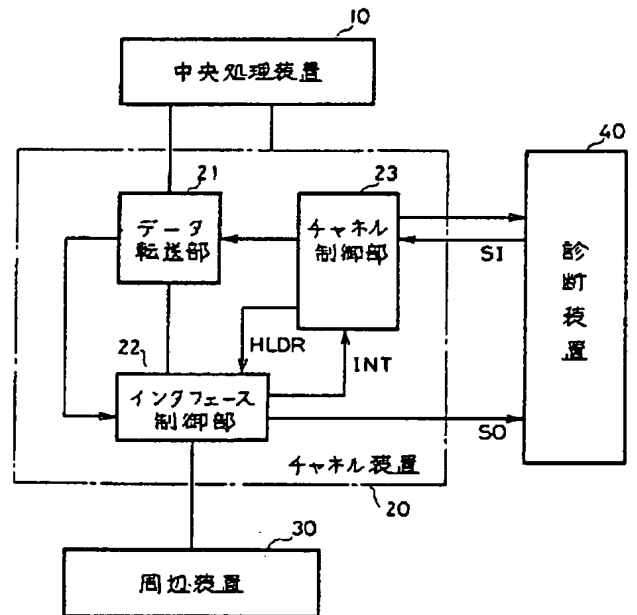 10
中央処理装置
40
21
23
データ
転送部
チャネル
制御部
SI
診
断
装
置
22
HLDR
INT
インタフェース
制御部
SO
チャネル装置
20
30
周辺装置